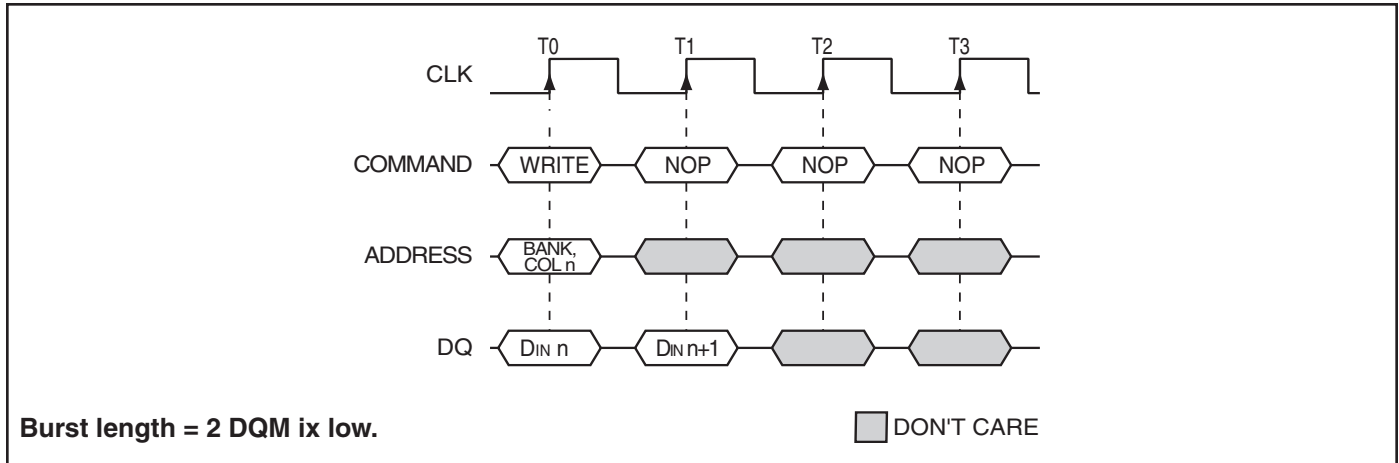 T0 T1 T2 T3
CLK
COMMAND WRITE NOP NOP NOP
ADDRESS BANK,
COL n
DQ DIN n DIN n+1
Burst length = 2 DQM ix low. DON'T CARE